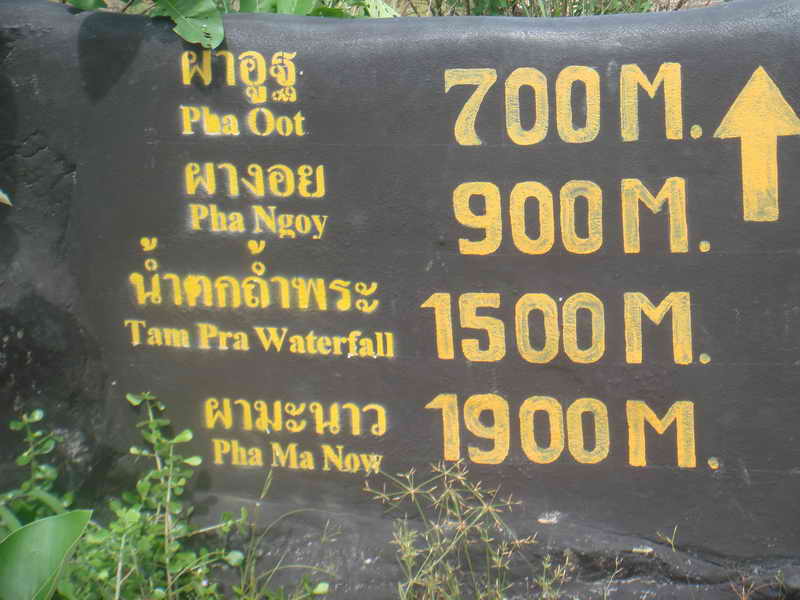 ผาอูฐ 700 M.
Pha Oot
ผางอย 900 M.
Pha Ngoy
น้ำตกถ้ำพระ 1500 M.
Tam Pra Waterfall
ผามะนาว 1900 M.
Pha Ma Now